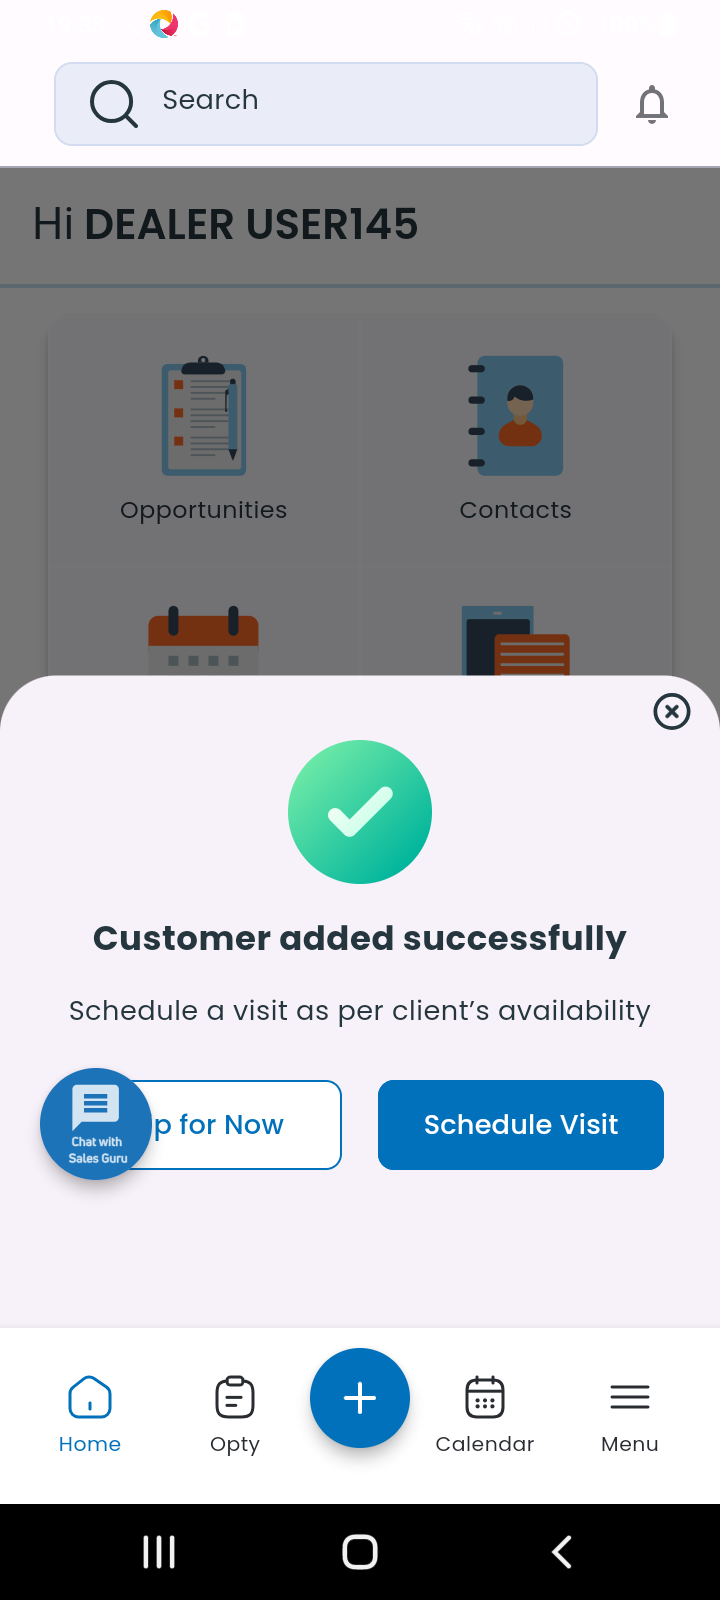 Search
Hi DEALER USER145
Opportunities
Contacts
Customer added successfully
Schedule a visit as per client’s availability
Chat with
Sales Guru
p for Now
Schedule Visit
Home
Opty
Calendar
Menu